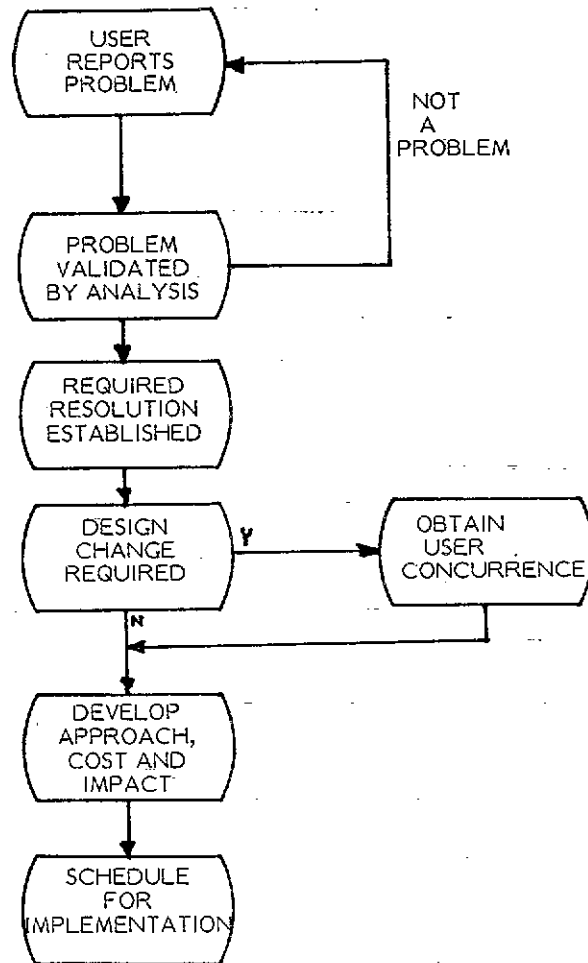 USER
REPORTS
PROBLEM
NOT
A
PROBLEM
PROBLEM
VALIDATED
BY ANALYSIS
REQUIRED
RESOLUTION
ESTABLISHED
DESIGN
CHANGE
REQUIRED
Y
OBTAIN
USER
CONCURRENCE
N
DEVELOP
APPROACH,
COST AND
IMPACT
SCHEDULE
FOR
IMPLEMENTATION